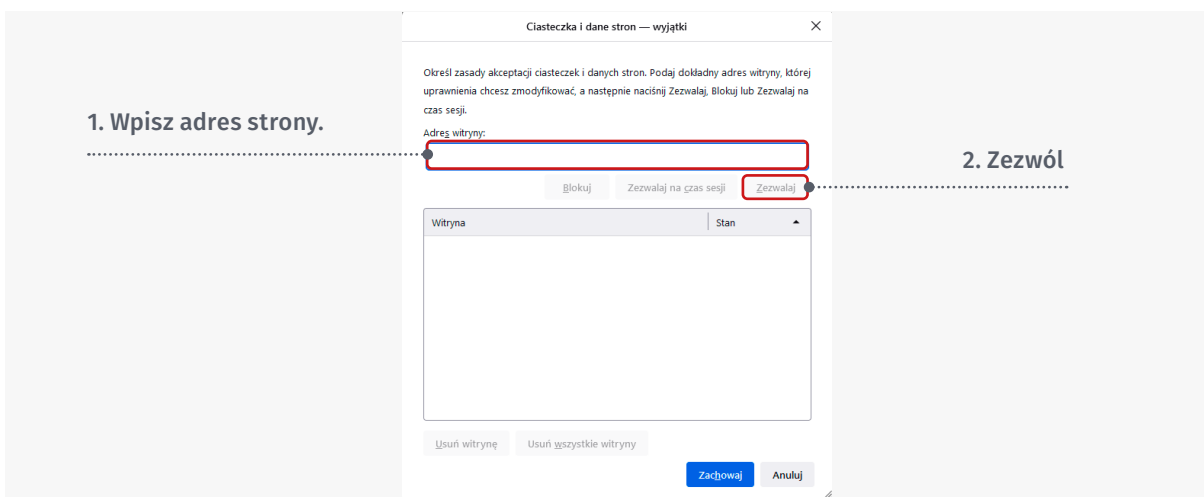 Ciasteczka i dane stron — wyjątki
Określ zasady akceptacji ciasteczek i danych stron. Podaj dokładny adres witryny, której
uprawnienia chcesz zmodyfikować, a następnie naciśnij Zezwalaj, Blokuj lub Zezwalaj na
czas sesji.
1. Wpisz adres strony.
Adres witryny:
2. Zezwól
Blokuj Zezwalaj na czas sesji Zezwalaj
Witryna Stan
Usuń witrynę Usuń wszystkie witryny
Zachowaj Anuluj